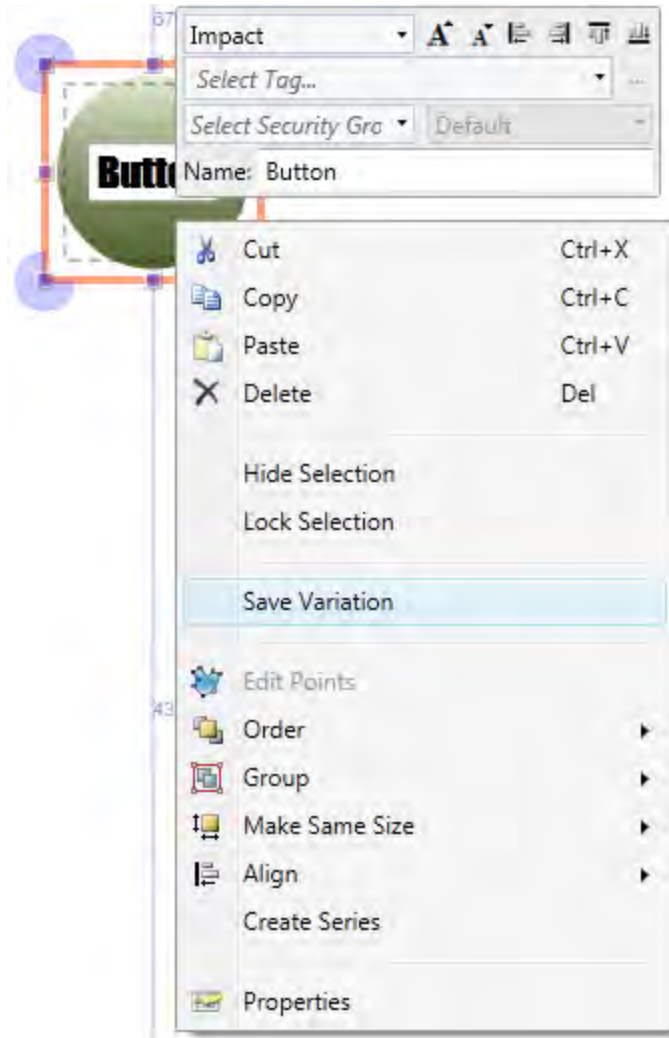 67
Impact
Select Tag...
Select Security Gro Default
Name: Button
Cut Ctrl+X
Copy Ctrl+C
Paste Ctrl+V
Delete Del
Hide Selection
Lock Selection
Save Variation
Edit Points
43
Order
Group
Make Same Size
Align
Create Series
Properties